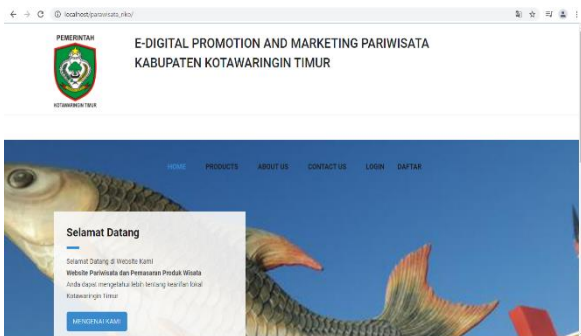 localhost/parawisata_riko/
PEMERINTAH
KOTAWARINGIN TIMUR
E-DIGITAL PROMOTION AND MARKETING PARIWISATA
KABUPATEN KOTAWARINGIN TIMUR
HOME PRODUCTS ABOUT US CONTACT US LOGIN DAFTAR
Selamat Datang
Selamat Datang di Website Kami
Website Pariwisata dan Pemasaran Produk Wisata
Anda dapat mengetahui lebih tentang kearifan lokal
Kotawaringin Timur
MENGENAI KAMI